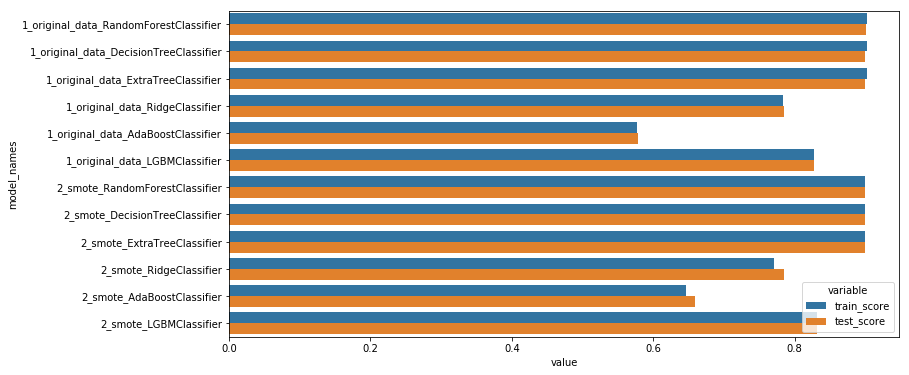 model_names
1_original_data_RandomForestClassifier
1_original_data_DecisionTreeClassifier
1_original_data_ExtraTreeClassifier
1_original_data_RidgeClassifier
1_original_data_AdaBoostClassifier
1_original_data_LGBMClassifier
2_smote_RandomForestClassifier
2_smote_DecisionTreeClassifier
2_smote_ExtraTreeClassifier
2_smote_RidgeClassifier
2_smote_AdaBoostClassifier
2_smote_LGBMClassifier
variable
train_score
test_score
0.0 0.2 0.4 0.6 0.8
value